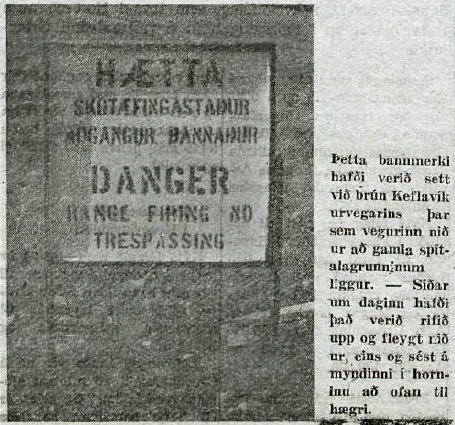 HÆTTA
SKOTÆFINGASTAÐUR
AÐGANGUR BANNAÐUR
DANGER
RANGE FIRING NO
TRESPASSING
Þetta bannmerki
hafði verið sett
við brún Keflavík
urvegarins þar
sem vegurinn nið
ur að gamla spít-
alagrunninum
liggur. — Síðar
um daginn hafði
það verið rifið
upp og fleygt nið
ur, eins og sést á
myndinni í horn-
inu að ofan til
hægri.